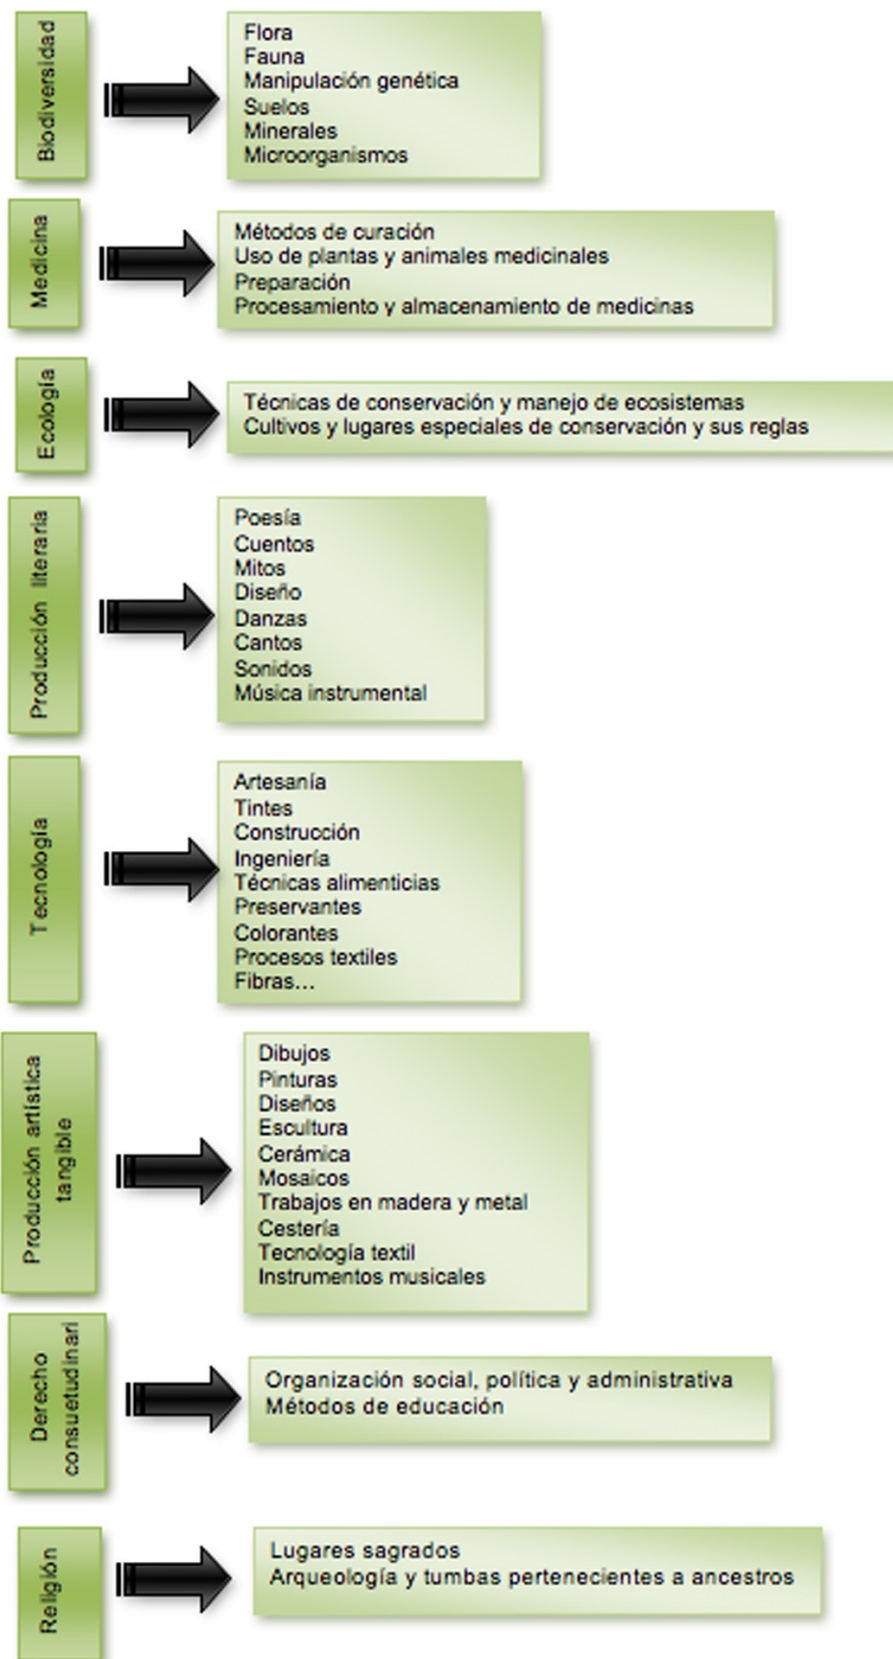 Biodiversidad
Flora
Fauna
Manipulación genética
Suelos
Minerales
Microorganismos
Medicina
Métodos de curación
Uso de plantas y animales medicinales
Preparación
Procesamiento y almacenamiento de medicinas
Ecología
Técnicas de conservación y manejo de ecosistemas
Cultivos y lugares especiales de conservación y sus reglas
Producción literaria
Poesía
Cuentos
Mitos
Diseño
Danzas
Cantos
Sonidos
Música instrumental
Tecnología
Artesanía
Tintes
Construcción
Ingeniería
Técnicas alimenticias
Preservantes
Colorantes
Procesos textiles
Fibras...
Producción artística
tangible
Dibujos
Pinturas
Diseños
Escultura
Cerámica
Mosaicos
Trabajos en madera y metal
Cestería
Tecnología textil
Instrumentos musicales
Derecho
consuetudinari
Organización social, política y administrativa
Métodos de educación
Religión
Lugares sagrados
Arqueología y tumbas pertenecientes a ancestros